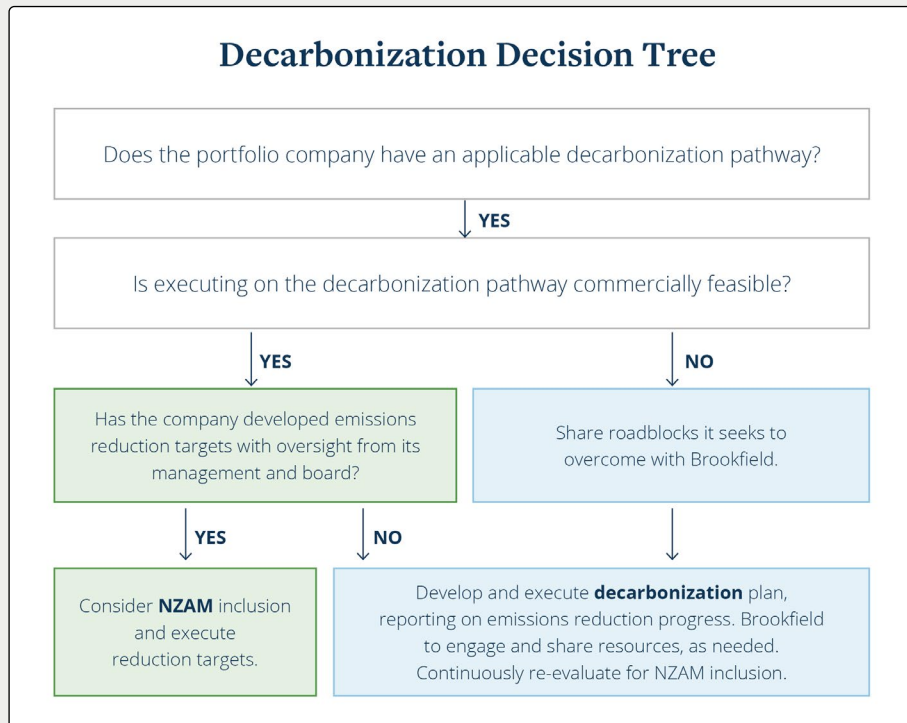 Decarbonization Decision Tree
Does the portfolio company have an applicable decarbonization pathway?
YES
Is executing on the decarbonization pathway commercially feasible?
YES
NO
Has the company developed emissions
reduction targets with oversight from its
management and board?
Share roadblocks it seeks to
overcome with Brookfield.
YES
NO
Consider NZAM inclusion
and execute
reduction targets.
Develop and execute decarbonization plan,
reporting on emissions reduction progress. Brookfield
to engage and share resources, as needed.
Continuously re-evaluate for NZAM inclusion.